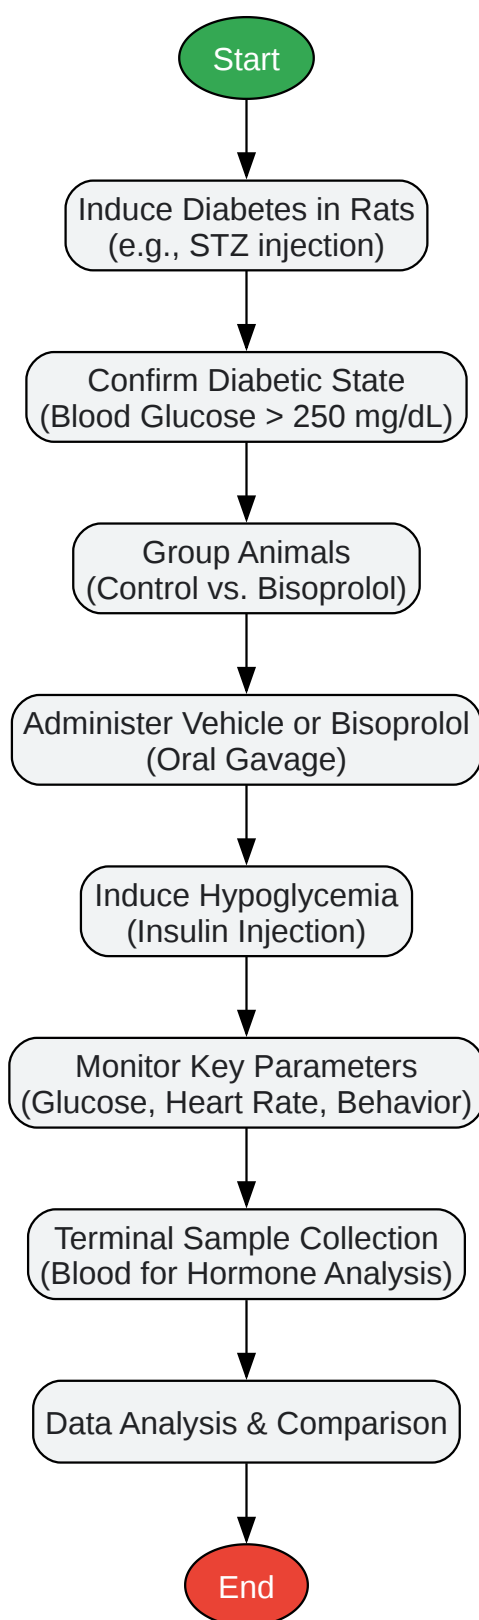 Start
Induce Diabetes in Rats
(e.g., STZ injection)
Confirm Diabetic State
(Blood Glucose > 250 mg/dL)
Group Animals
(Control vs. Bisoprolol)
Administer Vehicle or Bisoprolol
(Oral Gavage)
Induce Hypoglycemia
(Insulin Injection)
Monitor Key Parameters
(Glucose, Heart Rate, Behavior)
Terminal Sample Collection
(Blood for Hormone Analysis)
Data Analysis & Comparison
End